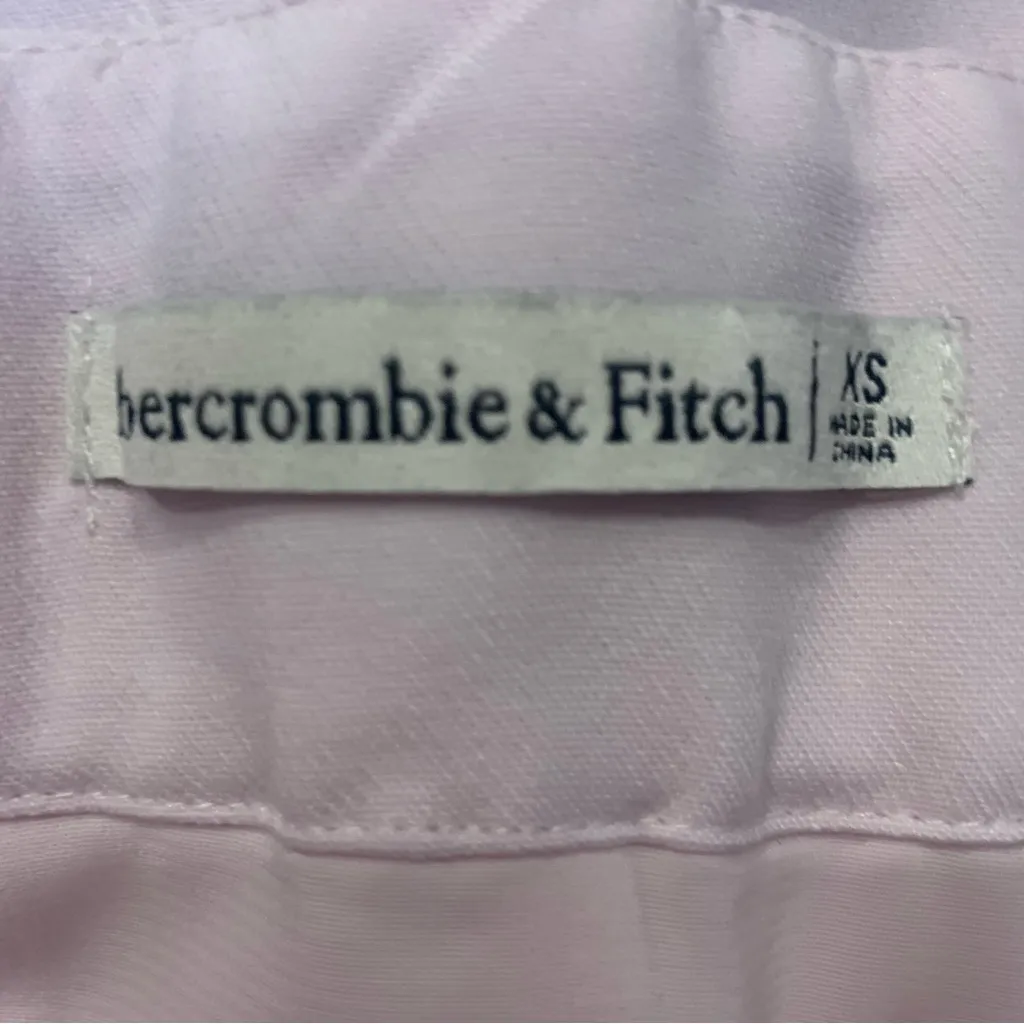 bercrombie & Fitch | XS
MADE IN
CHINA